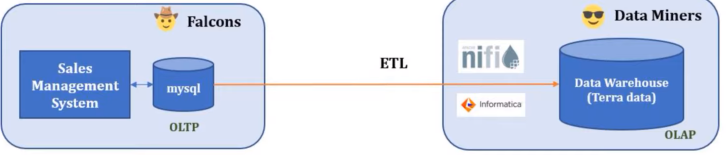 Falcons
Sales
Management
System
mysql
OLTP
ETL
Data Miners
nifi
Informatica
Data Warehouse
(Terra data)
OLAP